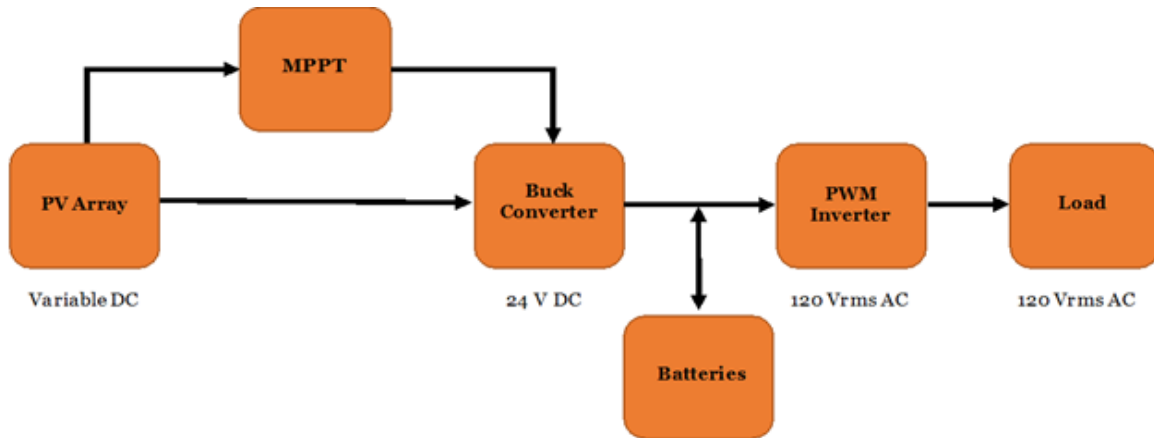 MPPT
PV Array
Buck
Converter
PWM
Inverter
Load
Variable DC
24 V DC
120 Vrms AC
120 Vrms AC
Batteries